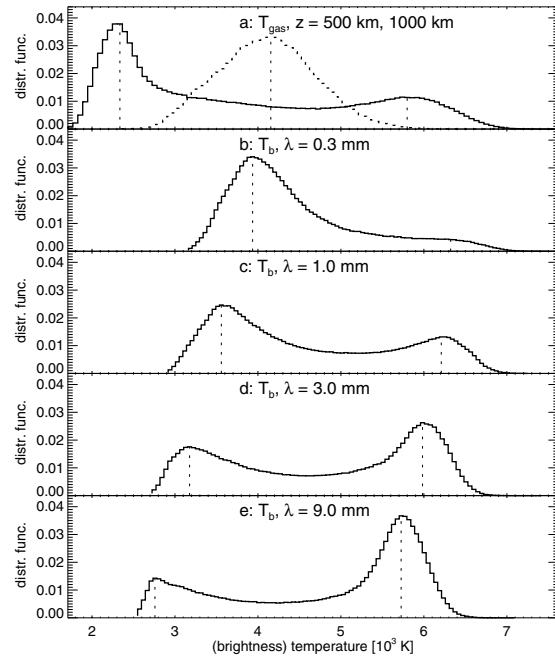 a: T_gas, z = 500 km, 1000 km
distr. func.
0.04
0.03
0.02
0.01
0.00
b: T_b, λ = 0.3 mm
distr. func.
0.04
0.03
0.02
0.01
0.00
c: T_b, λ = 1.0 mm
distr. func.
0.04
0.03
0.02
0.01
0.00
d: T_b, λ = 3.0 mm
distr. func.
0.04
0.03
0.02
0.01
0.00
e: T_b, λ = 9.0 mm
distr. func.
0.04
0.03
0.02
0.01
0.00
2 3 4 5 6 7
(brightness) temperature [10³ K]